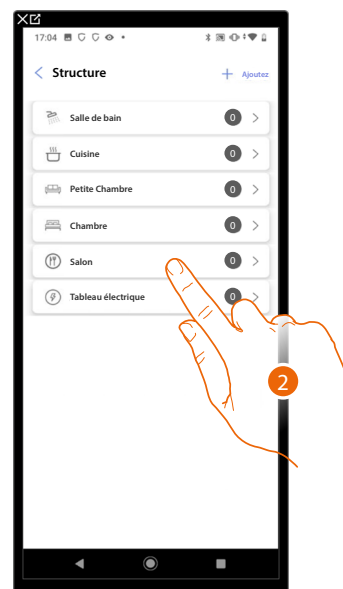 17:04
Structure
+ Ajoutez
Salle de bain 0
Cuisine 0
Petite Chambre 0
Chambre 0
Salon 0
Tableau électrique 0
2